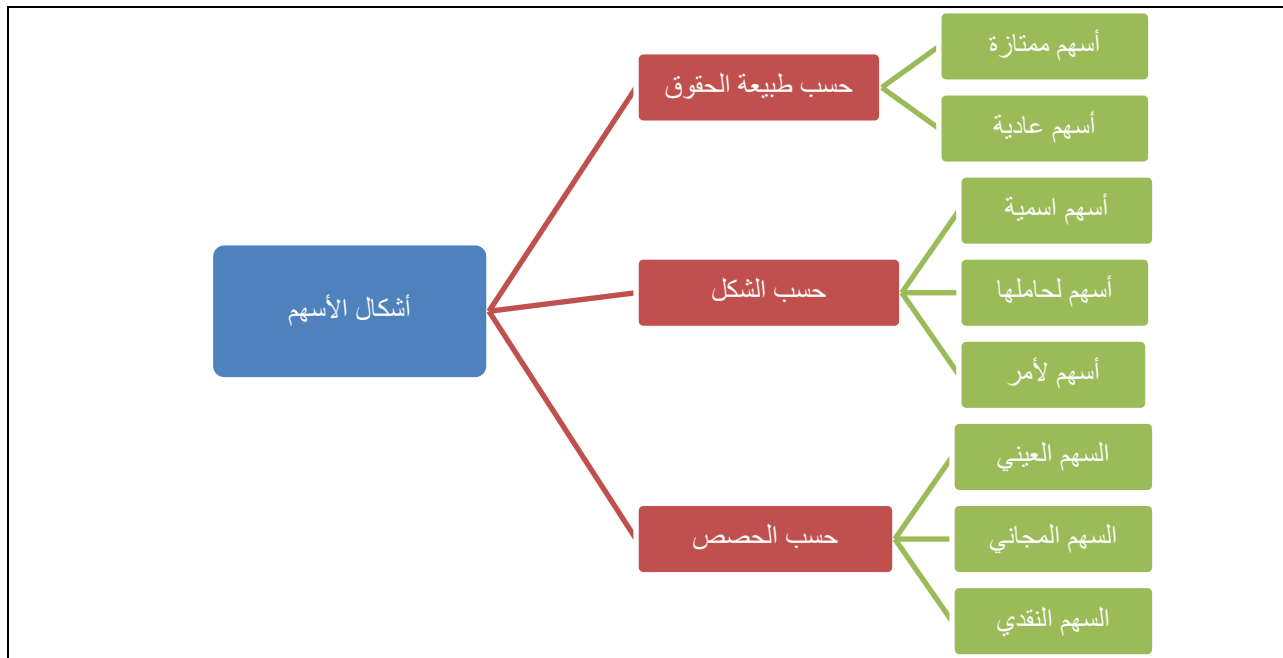 أشكال الأسهم
حسب طبيعة الحقوق
أسهم ممتازة
أسهم عادية
حسب الشكل
أسهم اسمية
أسهم لحاملها
أسهم لأمر
حسب الحصص
السهم العيني
السهم المجاني
السهم النقدي